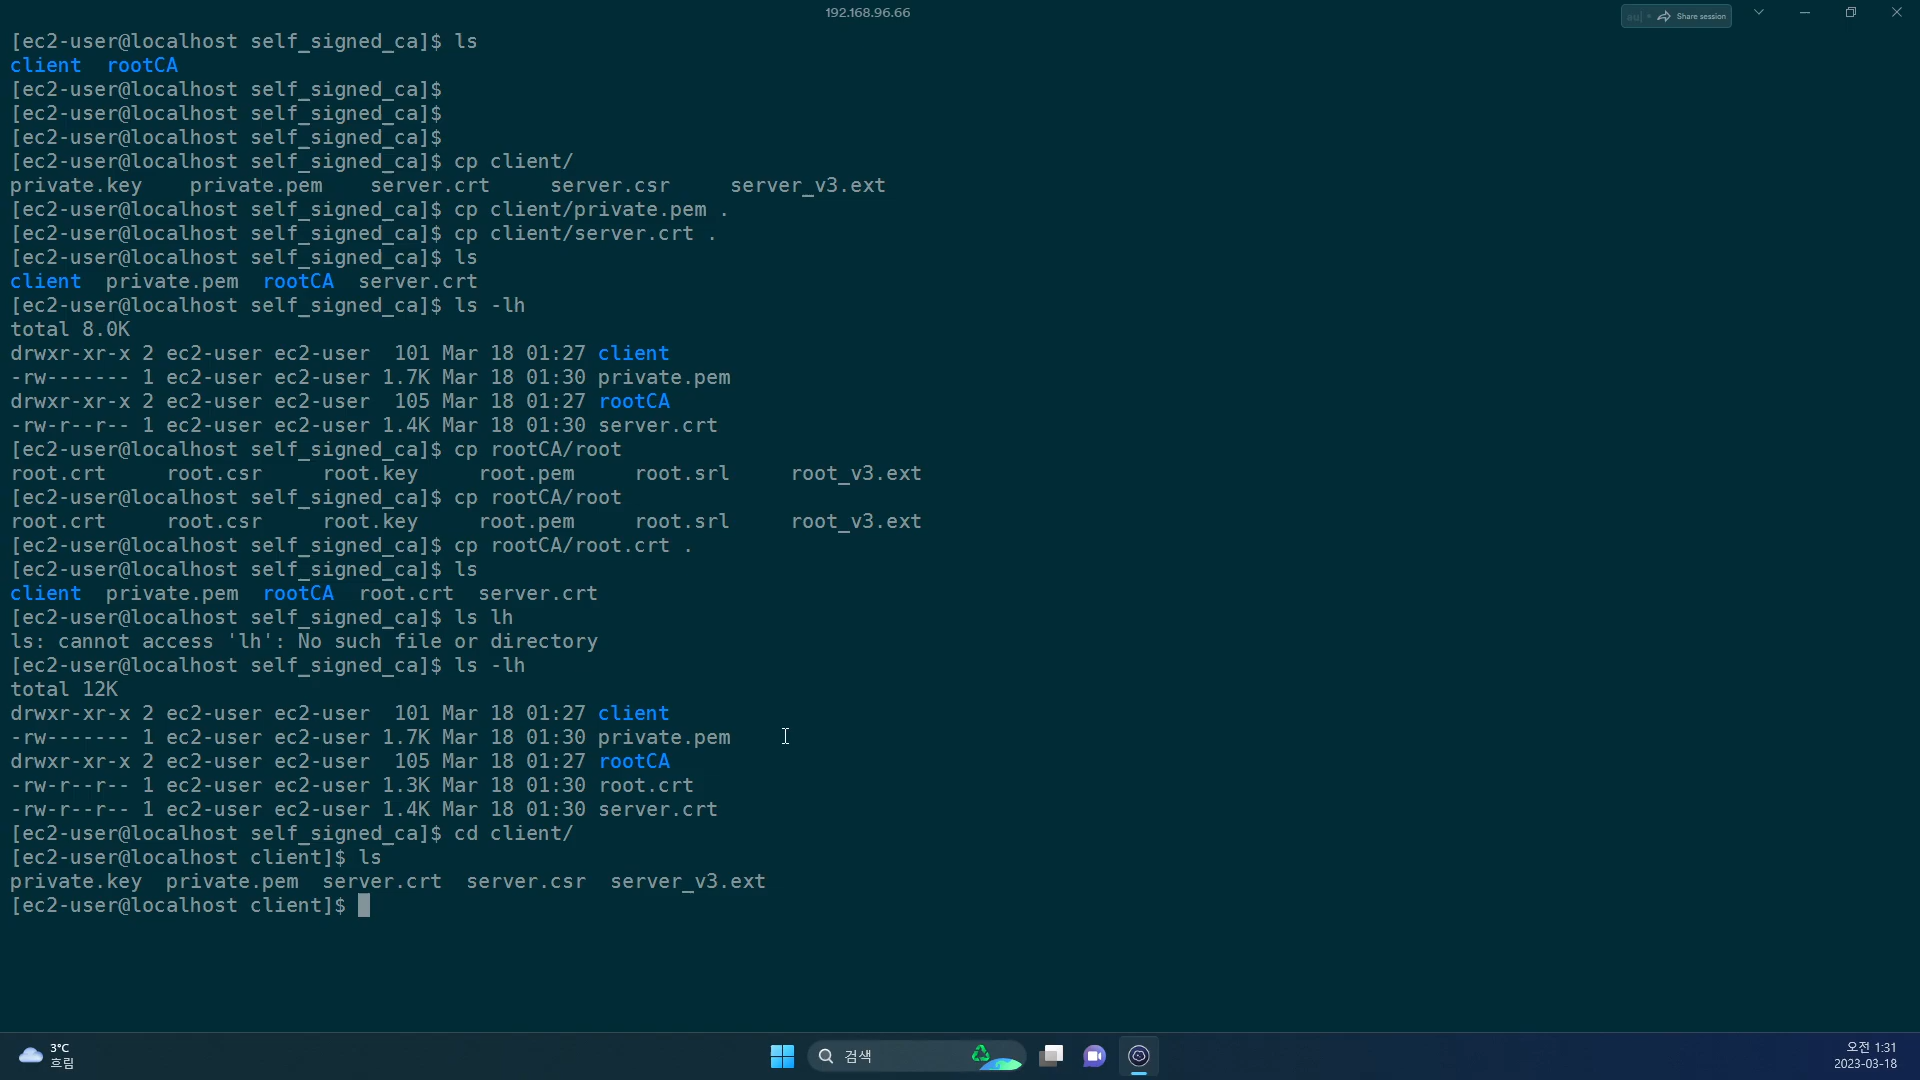 192.168.96.66
Share session
[ec2-user@localhost self_signed_ca]$ ls
client  rootCA
[ec2-user@localhost self_signed_ca]$
[ec2-user@localhost self_signed_ca]$
[ec2-user@localhost self_signed_ca]$
[ec2-user@localhost self_signed_ca]$ cp client/
private.key    private.pem    server.crt     server.csr     server_v3.ext
[ec2-user@localhost self_signed_ca]$ cp client/private.pem .
[ec2-user@localhost self_signed_ca]$ cp client/server.crt .
[ec2-user@localhost self_signed_ca]$ ls
client  private.pem  rootCA  server.crt
[ec2-user@localhost self_signed_ca]$ ls -lh
total 8.0K
drwxr-xr-x 2 ec2-user ec2-user  101 Mar 18 01:27 client
-rw------- 1 ec2-user ec2-user 1.7K Mar 18 01:30 private.pem
drwxr-xr-x 2 ec2-user ec2-user  105 Mar 18 01:27 rootCA
-rw-r--r-- 1 ec2-user ec2-user 1.4K Mar 18 01:30 server.crt
[ec2-user@localhost self_signed_ca]$ cp rootCA/root
root.crt     root.csr     root.key     root.pem     root.srl     root_v3.ext
[ec2-user@localhost self_signed_ca]$ cp rootCA/root
root.crt     root.csr     root.key     root.pem     root.srl     root_v3.ext
[ec2-user@localhost self_signed_ca]$ cp rootCA/root.crt .
[ec2-user@localhost self_signed_ca]$ ls
client  private.pem  rootCA  root.crt  server.crt
[ec2-user@localhost self_signed_ca]$ ls lh
ls: cannot access 'lh': No such file or directory
[ec2-user@localhost self_signed_ca]$ ls -lh
total 12K
drwxr-xr-x 2 ec2-user ec2-user  101 Mar 18 01:27 client
-rw------- 1 ec2-user ec2-user 1.7K Mar 18 01:30 private.pem
drwxr-xr-x 2 ec2-user ec2-user  105 Mar 18 01:27 rootCA
-rw-r--r-- 1 ec2-user ec2-user 1.3K Mar 18 01:30 root.crt
-rw-r--r-- 1 ec2-user ec2-user 1.4K Mar 18 01:30 server.crt
[ec2-user@localhost self_signed_ca]$ cd client/
[ec2-user@localhost client]$ ls
private.key  private.pem  server.crt  server.csr  server_v3.ext
[ec2-user@localhost client]$
3°C
흐림
검색
오전 1:31
2023-03-18